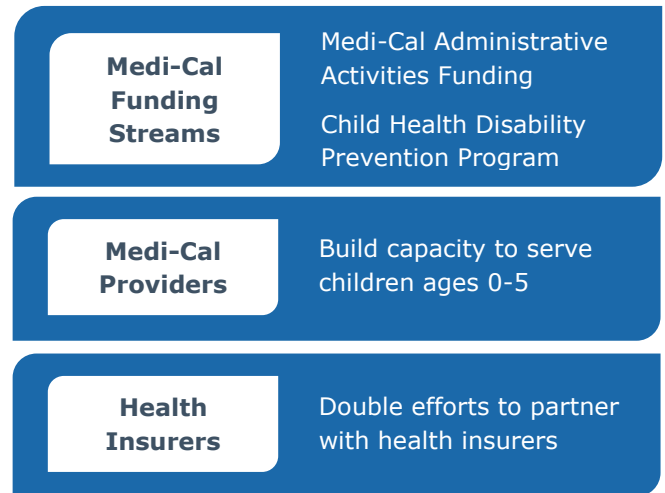 Medi-Cal
Funding
Streams
Medi-Cal Administrative
Activities Funding
Child Health Disability
Prevention Program
Medi-Cal
Providers
Build capacity to serve
children ages 0-5
Health
Insurers
Double efforts to partner
with health insurers